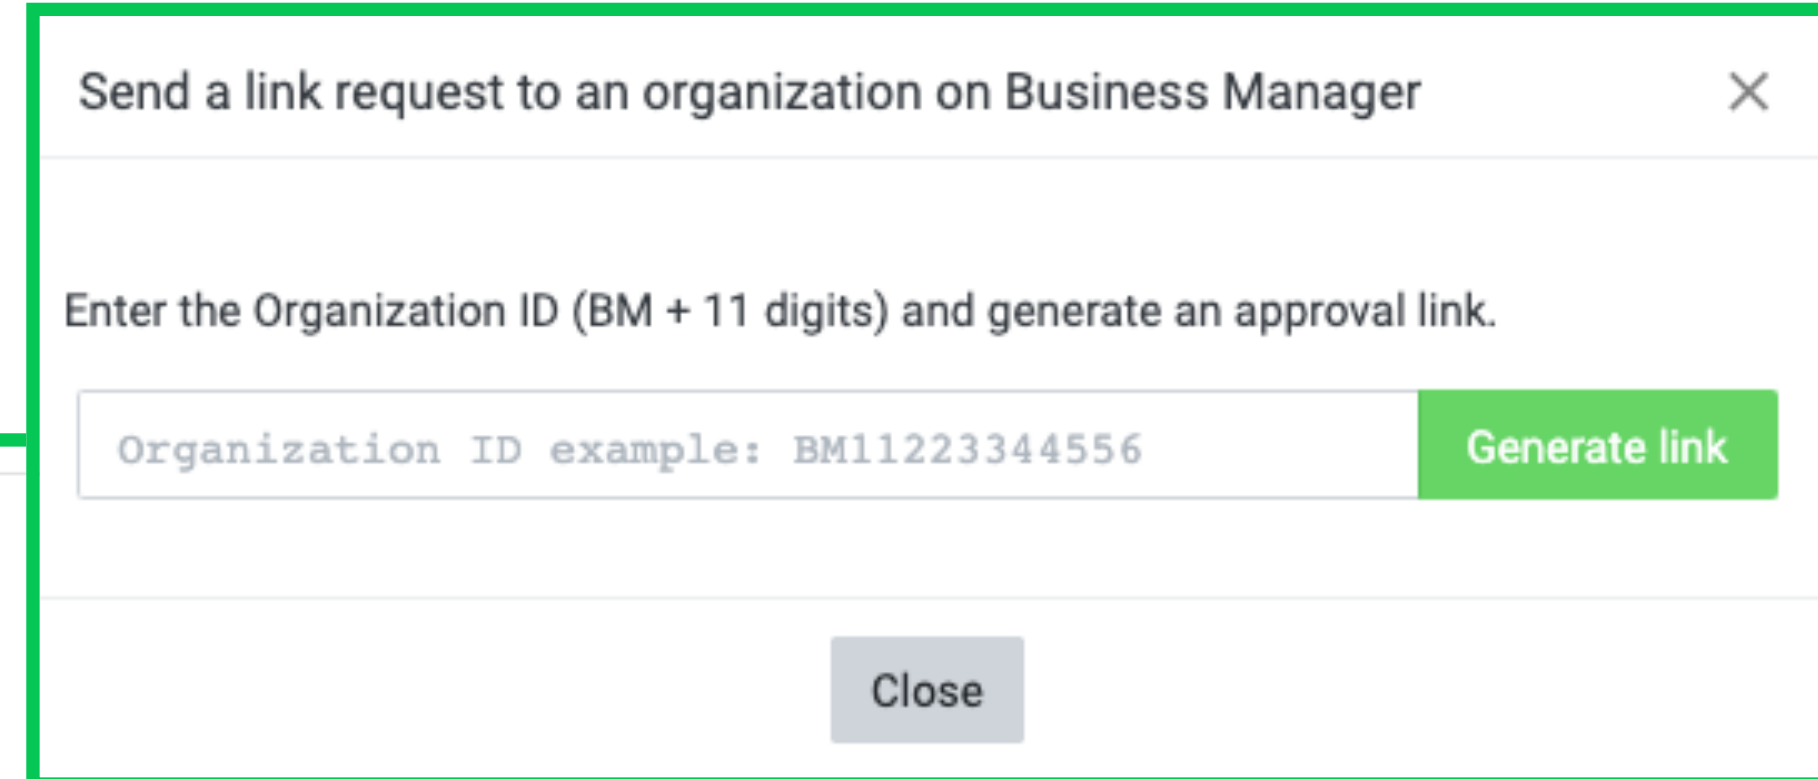 Send a link request to an organization on Business Manager
Enter the Organization ID (BM + 11 digits) and generate an approval link.
Organization ID example: BM11223344556
Generate link
Close